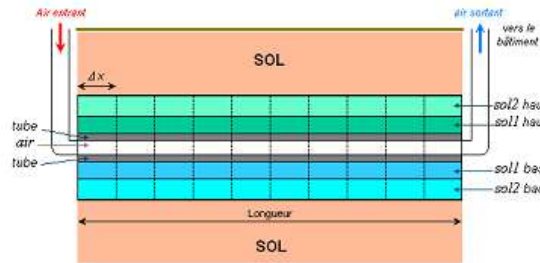 Air entrant
air sortant
vers le
bâtiment
SOL
Δx
sol2 hau
tube
sol1 hau
air
tube
sol1 bas
sol2 bas
Longueur
SOL